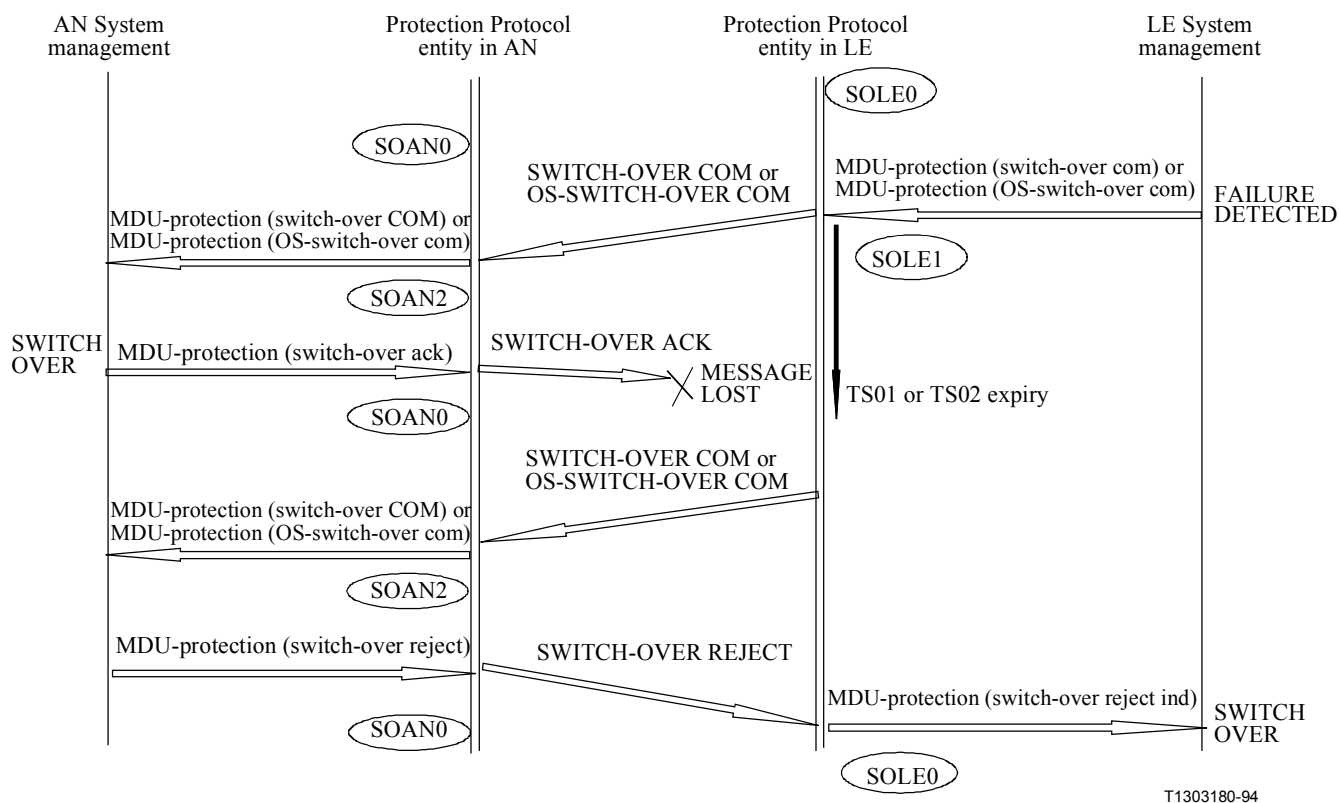 AN System
management
Protection Protocol
entity in AN
Protection Protocol
entity in LE
LE System
management
SOLE0
SOAN0
SWITCH-OVER COM or
OS-SWITCH-OVER COM
MDU-protection (switch-over com) or
MDU-protection (OS-switch-over com)
FAILURE
DETECTED
MDU-protection (switch-over COM) or
MDU-protection (OS-switch-over com)
SOLE1
SOAN2
SWITCH
OVER
MDU-protection (switch-over ack)
SWITCH-OVER ACK
MESSAGE
LOST
TS01 or TS02 expiry
SOAN0
SWITCH-OVER COM or
OS-SWITCH-OVER COM
MDU-protection (switch-over COM) or
MDU-protection (OS-switch-over com)
SOAN2
MDU-protection (switch-over reject)
SWITCH-OVER REJECT
MDU-protection (switch-over reject ind)
SWITCH
OVER
SOAN0
SOLE0
T1303180-94